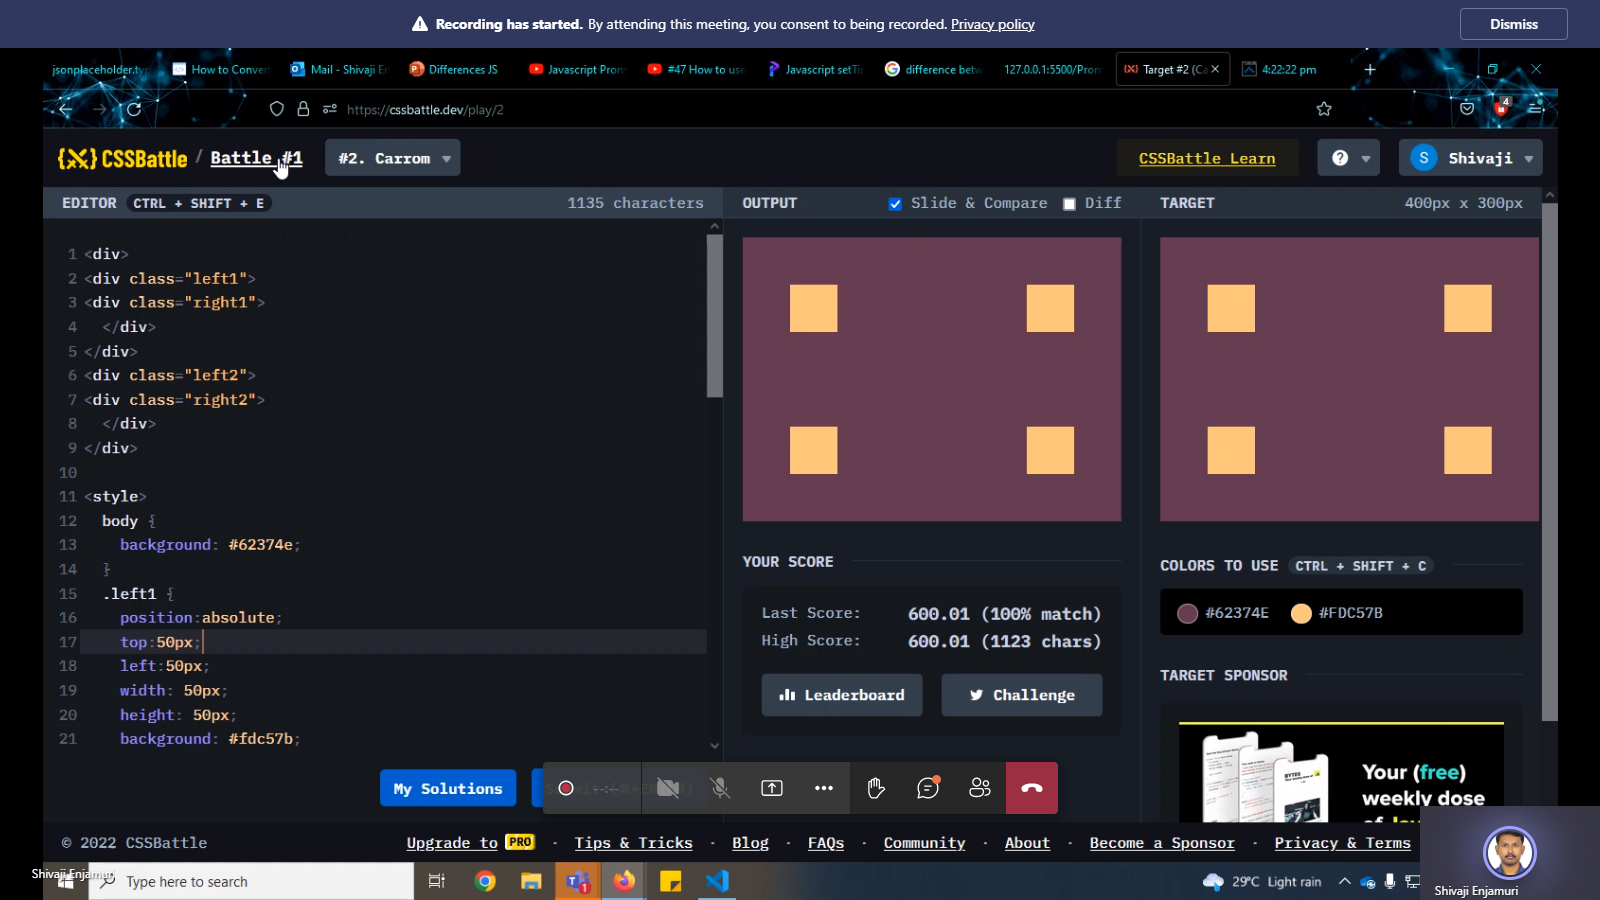 Recording has started. By attending this meeting, you consent to being recorded. Privacy policy
Dismiss
jsonplaceholder.ty
How to Conver
Mail - Shivaji En
Differences JS
Javascript Pron
#47 How to use
Javascript setTi
difference betw
127.0.0.1:5500/Pron
Target #2 (Ca
4:22:22 pm
https://cssbattle.dev/play/2
CSSBattle / Battle #1
#2. Carrom
CSSBattle Learn
S Shivaji
EDITOR CTRL + SHIFT + E
1135 characters
OUTPUT
Slide & Compare
Diff
TARGET
400px x 300px
1 <div>
2 <div class="left1">
3 <div class="right1">
4 </div>
5 </div>
6 <div class="left2">
7 <div class="right2">
8 </div>
9 </div>
10
11 <style>
12 body {
13 background: #62374e;
14 }
15 .left1 {
16 position:absolute;
17 top:50px;
18 left:50px;
19 width: 50px;
20 height: 50px;
21 background: #fdc57b;
YOUR SCORE
Last Score: 600.01 (100% match)
High Score: 600.01 (1123 chars)
Leaderboard
Challenge
COLORS TO USE CTRL + SHIFT + C
#62374E
#FDC57B
TARGET SPONSOR
BYTES
Your (free)
weekly dose
My Solutions
© 2022 CSSBattle
Upgrade to PRO · Tips & Tricks · Blog · FAQs · Community · About · Become a Sponsor · Privacy & Terms
Shivaji Enjamuri
Type here to search
29°C Light rain
Shivaji Enjamuri